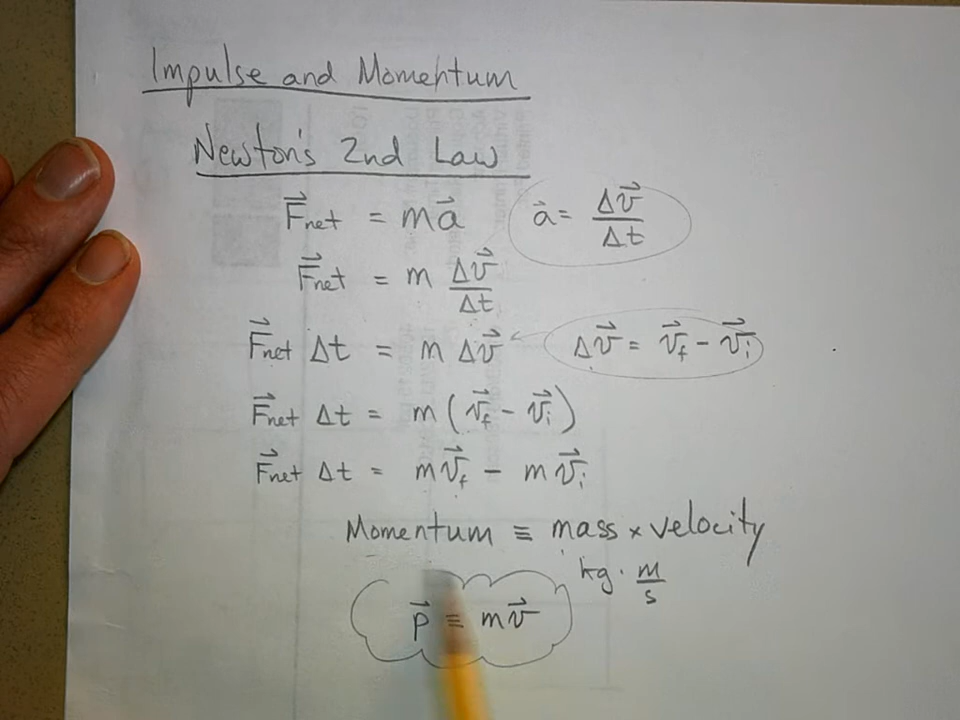 Impulse and Momentum
Newton's 2nd Law
F⃗net = ma⃗   a⃗ = Δv⃗/Δt
F⃗net = m Δv⃗/Δt
F⃗net Δt = m Δv⃗   Δv⃗ = v⃗f - v⃗i
F⃗net Δt = m(v⃗f - v⃗i)
F⃗net Δt = mv⃗f - mv⃗i
Momentum ≡ mass × velocity
kg · m/s
p⃗ ≡ mv⃗